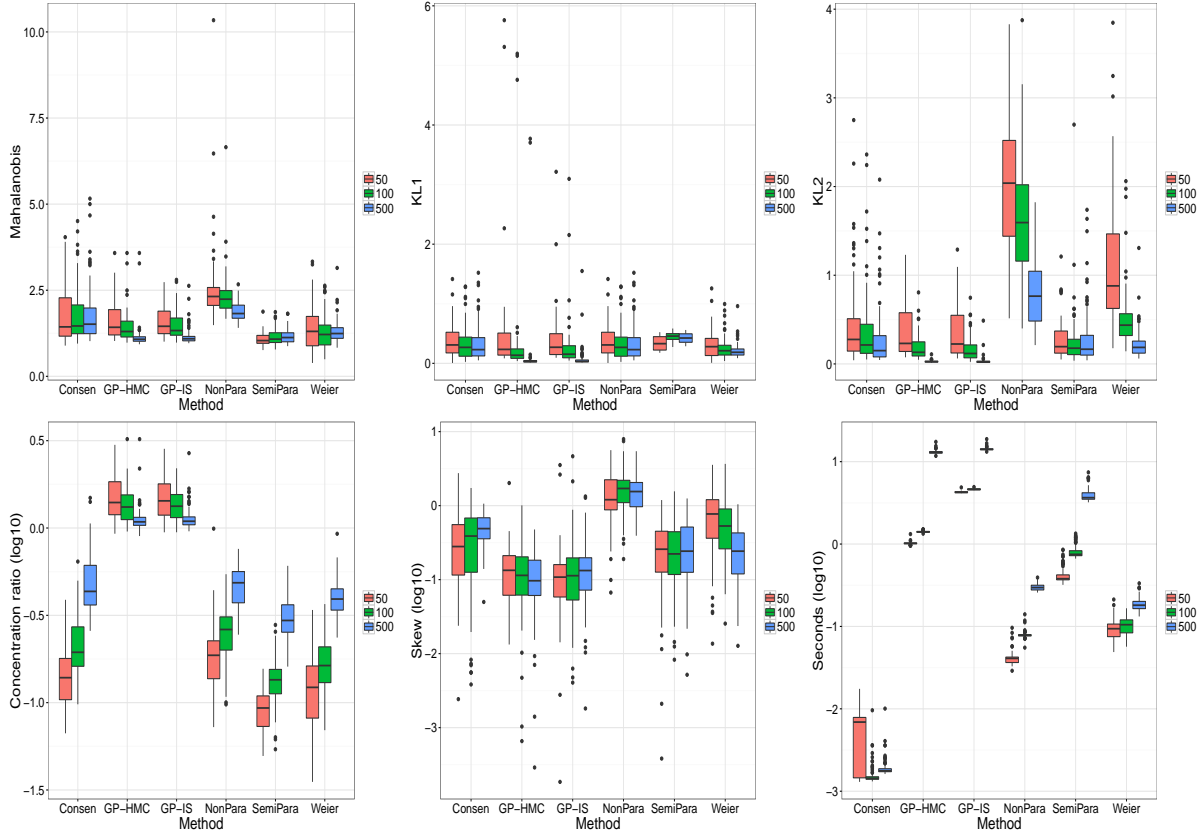 Mahalanobis
10.0
7.5
5.0
2.5
0.0
Consen GP−HMC GP−IS NonPara SemiPara Weier
Method
50
100
500
KL1
6
4
2
0
Consen GP−HMC GP−IS NonPara SemiPara Weier
Method
50
100
500
KL2
4
2
0
Consen GP−HMC GP−IS NonPara SemiPara Weier
Method
50
100
500
Concentration ratio (log10)
0.5
0.0
−0.5
−1.0
−1.5
Consen GP−HMC GP−IS NonPara SemiPara Weier
Method
50
100
500
Skew (log10)
1
0
−1
−2
−3
Consen GP−HMC GP−IS NonPara SemiPara Weier
Method
50
100
500
Seconds (log10)
1
0
−1
−2
−3
Consen GP−HMC GP−IS NonPara SemiPara Weier
Method
50
100
500